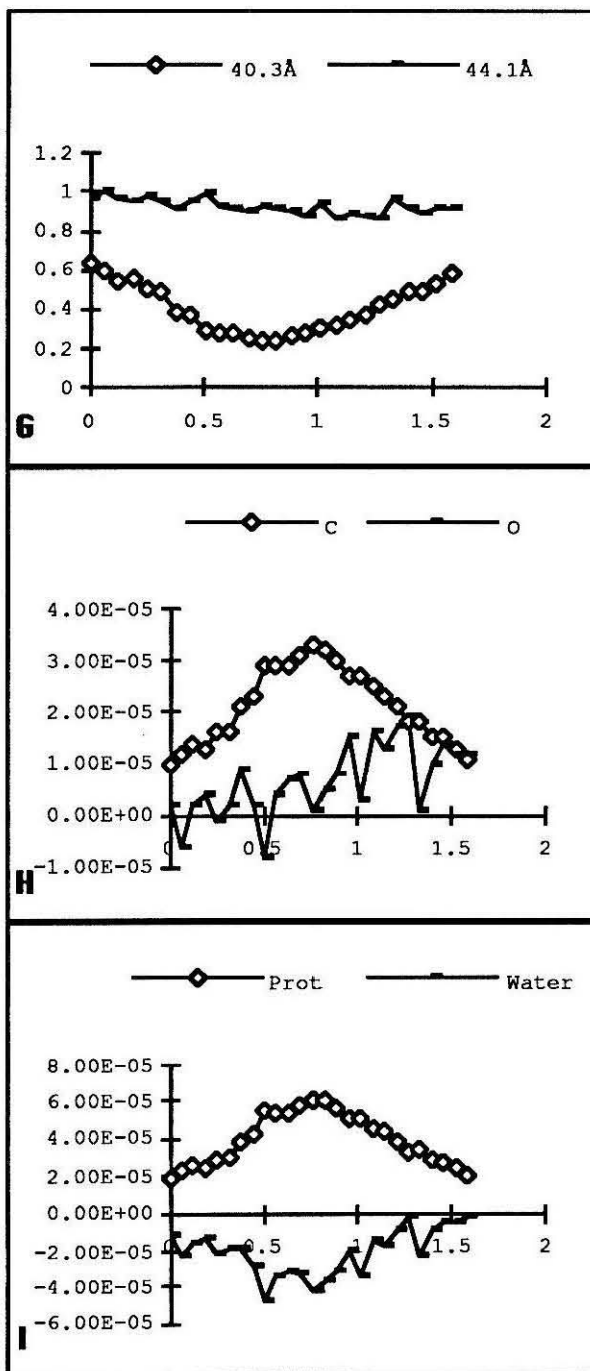 40.3Å 44.1Å
1.2
1
0.8
0.6
0.4
0.2
0
0 0.5 1 1.5 2
G
C O
4.00E-05
3.00E-05
2.00E-05
1.00E-05
0.00E+00
-1.00E-05
0 0.5 1 1.5 2
H
Prot Water
8.00E-05
6.00E-05
4.00E-05
2.00E-05
0.00E+00
-2.00E-05
-4.00E-05
-6.00E-05
0 0.5 1 1.5 2
I